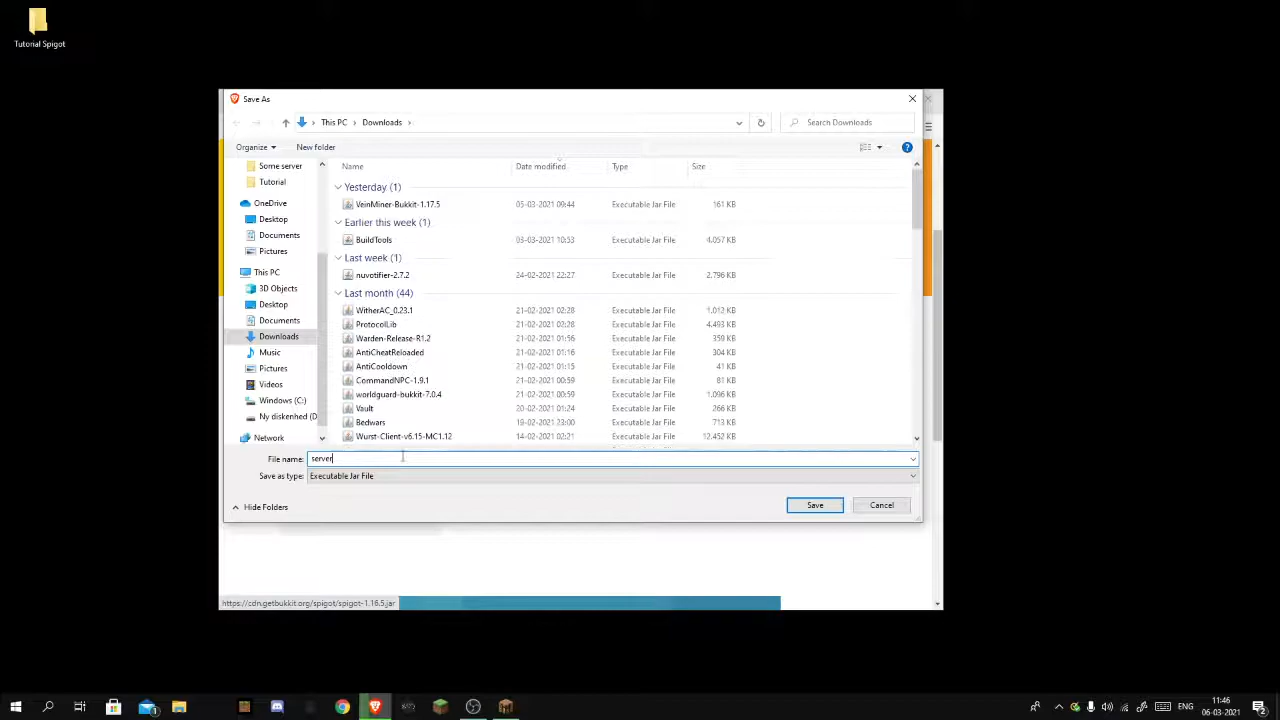 Tutorial Spigot
Save As
This PC
Downloads
Search Downloads
Organize
New folder
Some server
Tutorial
OneDrive
Desktop
Documents
Pictures
This PC
3D Objects
Desktop
Documents
Downloads
Music
Pictures
Videos
Windows (C:)
Ny diskenhed (D
Network
Name Date modified Type Size
Yesterday (1)
VeinMiner-Bukkit-1.17.5 05-03-2021 09:44 Executable Jar File 161 KB
Earlier this week (1)
BuildTools 03-03-2021 10:53 Executable Jar File 4.057 KB
Last week (1)
nuvotifier-2.7.2 24-02-2021 22:27 Executable Jar File 2.796 KB
Last month (44)
WitherAC_0.23.1 21-02-2021 02:28 Executable Jar File 1.012 KB
ProtocolLib 21-02-2021 02:28 Executable Jar File 4.493 KB
Warden-Release-R1.2 21-02-2021 01:56 Executable Jar File 359 KB
AntiCheatReloaded 21-02-2021 01:16 Executable Jar File 304 KB
AntiCooldown 21-02-2021 01:15 Executable Jar File 41 KB
CommandNPC-1.9.1 21-02-2021 00:59 Executable Jar File 81 KB
worldguard-bukkit-7.0.4 21-02-2021 00:59 Executable Jar File 1.096 KB
Vault 20-02-2021 01:24 Executable Jar File 266 KB
Bedwars 19-02-2021 23:00 Executable Jar File 713 KB
Wurst-Client-v6.15-MC1.12 14-02-2021 02:21 Executable Jar File 12.452 KB
File name: server
Save as type: Executable Jar File
Hide Folders
Save
Cancel
https://cdn.getbukkit.org/spigot/spigot-1.16.5.jar
ENG
11:46
06-03-2021